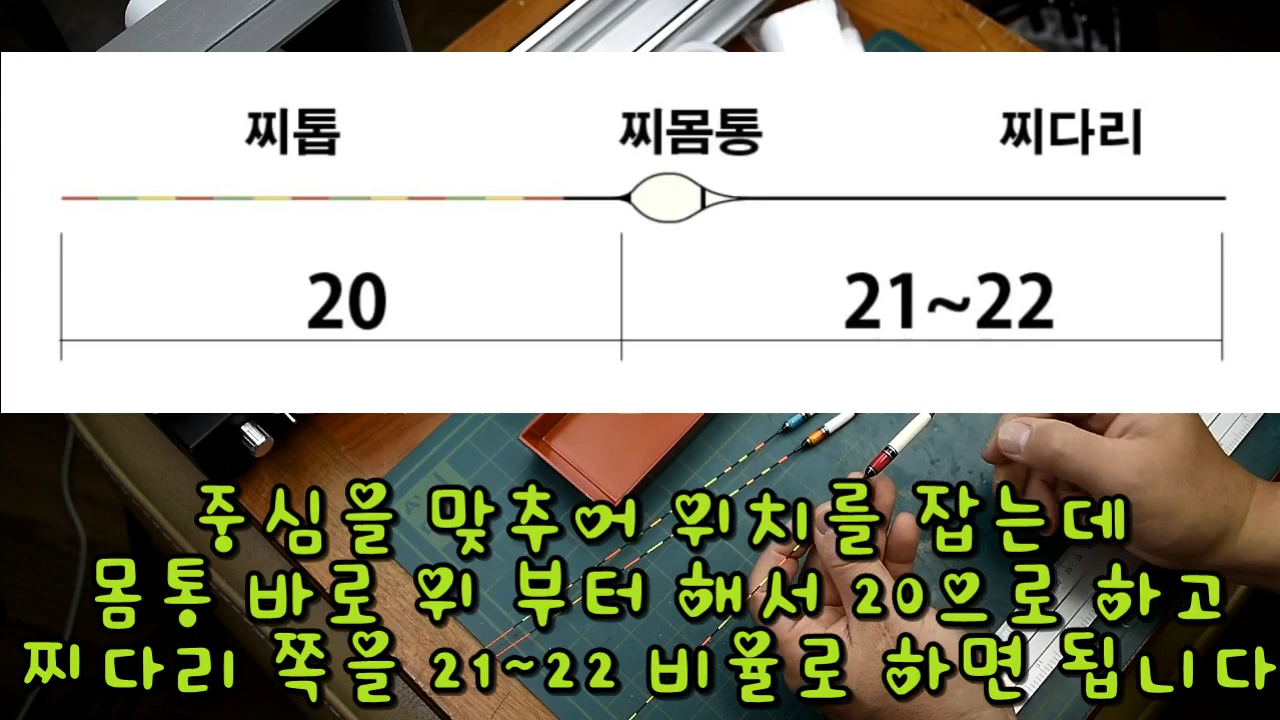 찌톱 찌몸통 찌다리
20 21~22
중심을 맞추어 위치를 잡는데
몸통 바로 위 부터 해서 20으로 하고
찌다리 쪽을 21~22 비율로 하면 됩니다